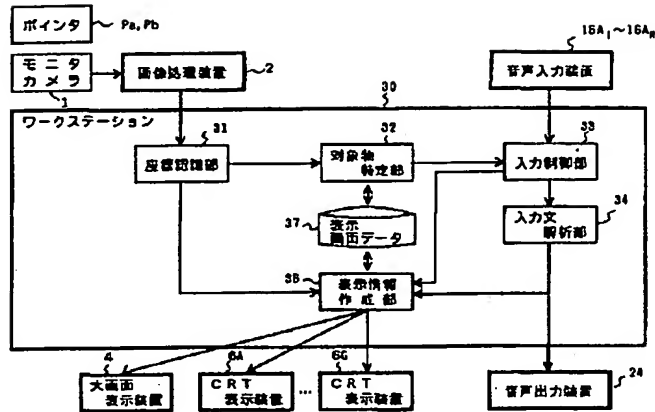 ポインタ
Pa,Pb
モニタ
カメラ
1
画像処理装置
2
16A1～16An
音声入力装置
30
ワークステーション
31
座標認識部
32
対象物
特定部
33
入力制御部
37
表示
画面データ
34
入力文
解析部
表示情報
作成部
4
大画面
表示装置
6A
CRT
表示装置
...
6G
CRT
表示装置
24
音声出力装置